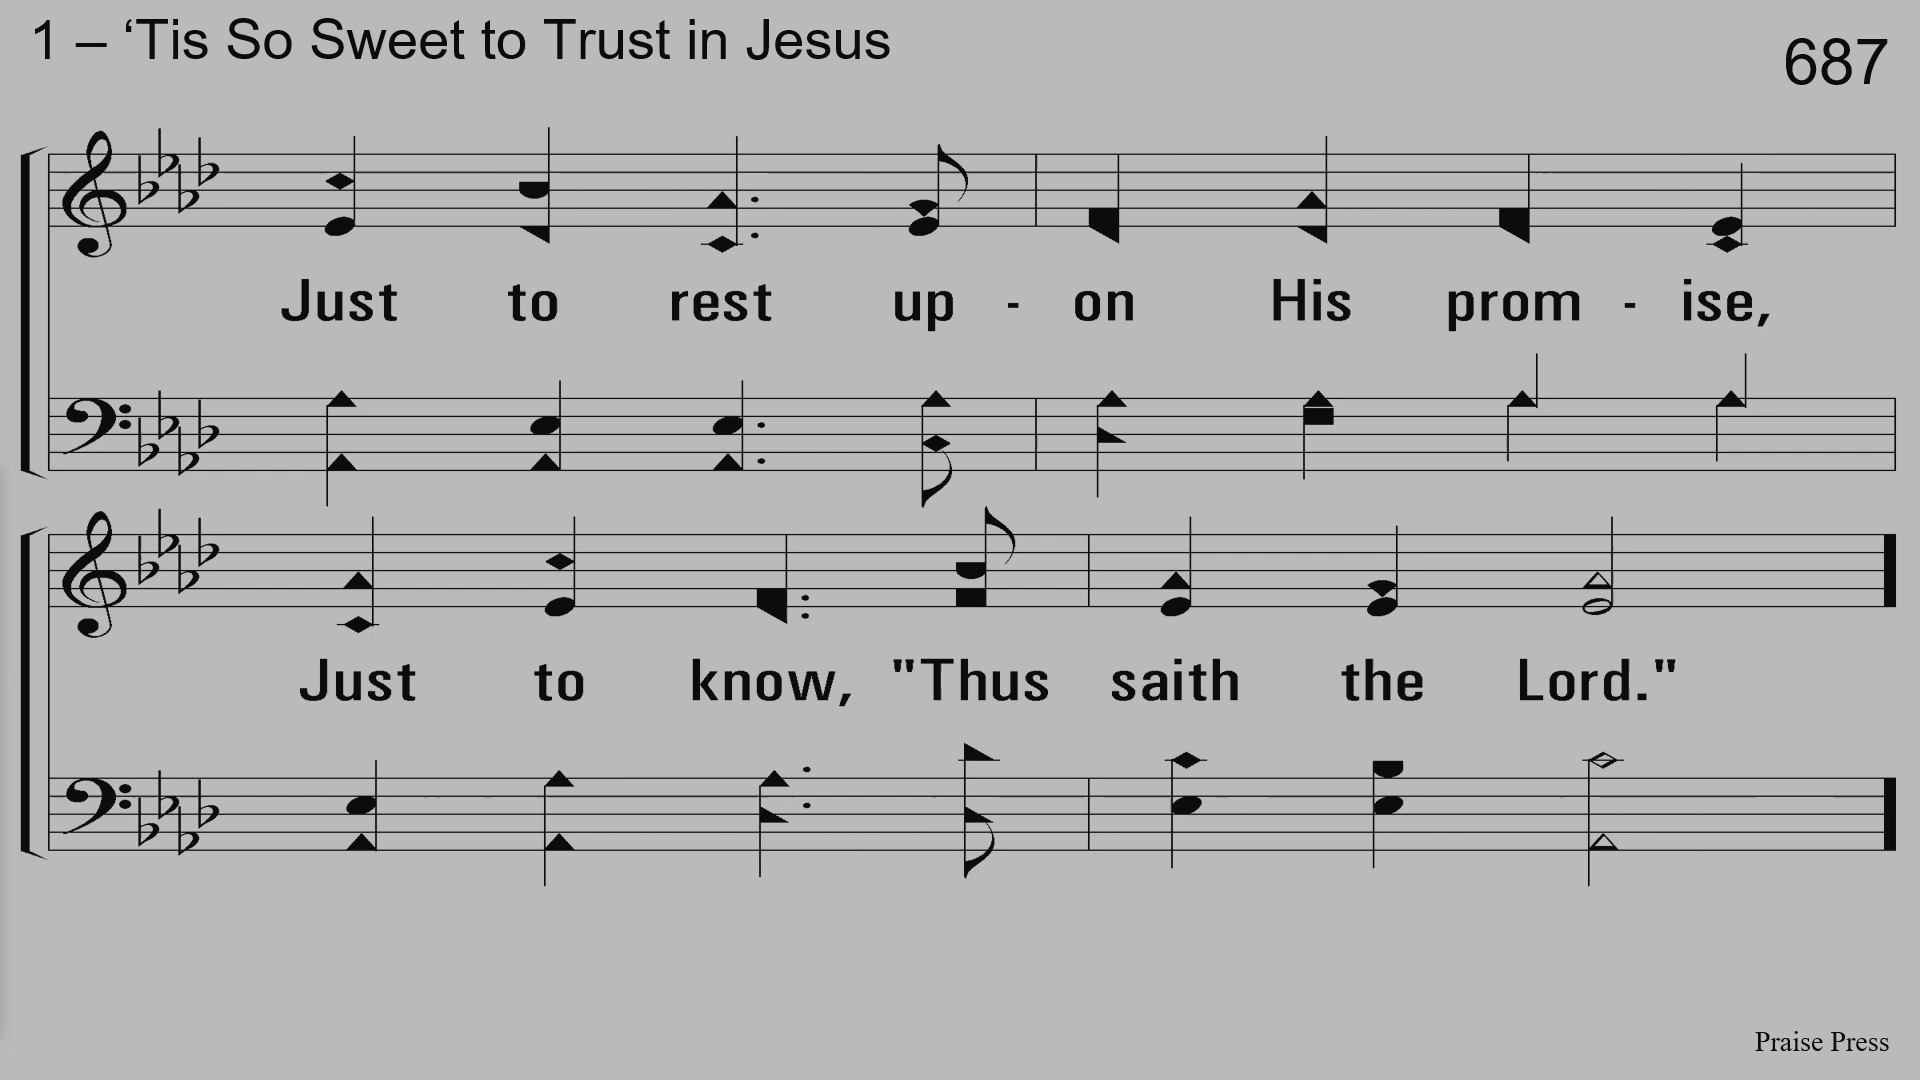 1 – ‘Tis So Sweet to Trust in Jesus
687
Just to rest up - on His prom - ise,
Just to know, "Thus saith the Lord."
Praise Press